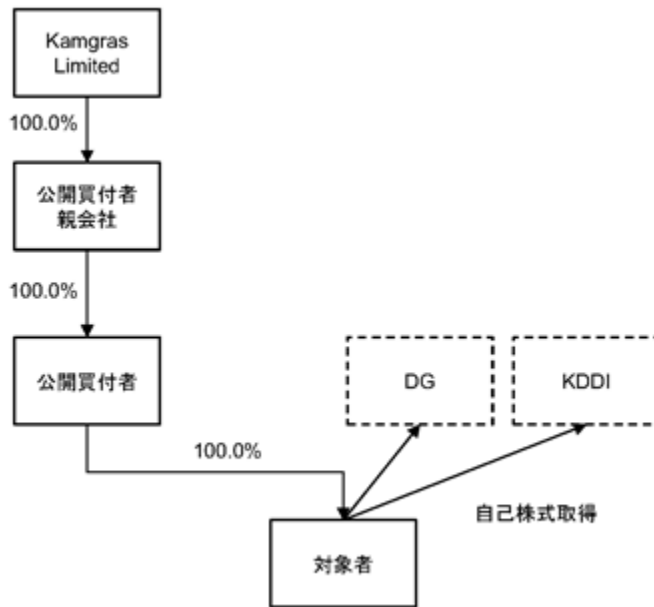 Kamgras
Limited
100.0%
公開買付者
親会社
100.0%
公開買付者
DG
KDDI
100.0%
自己株式取得
対象者